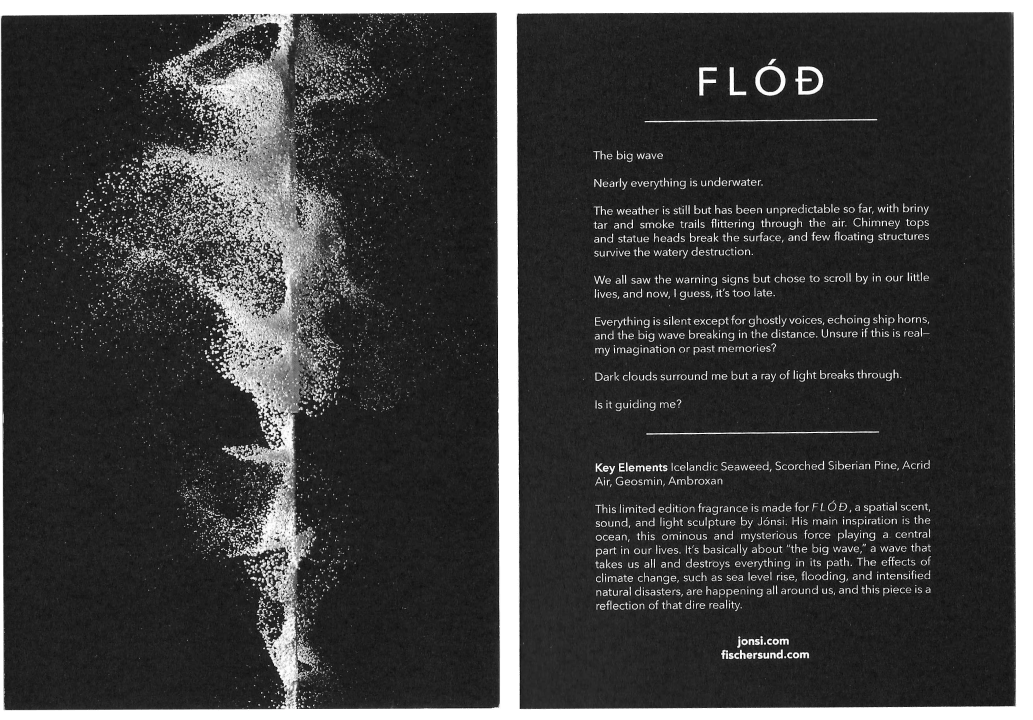 FLÓÐ
The big wave
Nearly everything is underwater.
The weather is still but has been unpredictable so far, with briny
tar and smoke trails flittering through the air. Chimney tops
and statue heads break the surface, and few floating structures
survive the watery destruction.
We all saw the warning signs but chose to scroll by in our little
lives, and now, I guess, it's too late.
Everything is silent except for ghostly voices, echoing ship horns,
and the big wave breaking in the distance. Unsure if this is real—
my imagination or past memories?
Dark clouds surround me but a ray of light breaks through.
Is it guiding me?
Key Elements Icelandic Seaweed, Scorched Siberian Pine, Acrid
Air, Geosmin, Ambroxan
This limited edition fragrance is made for FLÓÐ, a spatial scent,
sound, and light sculpture by Jónsi. His main inspiration is the
ocean, this ominous and mysterious force playing a central
part in our lives. It's basically about "the big wave," a wave that
takes us all and destroys everything in its path. The effects of
climate change, such as sea level rise, flooding, and intensified
natural disasters, are happening all around us, and this piece is a
reflection of that dire reality.
jonsi.com
fischersund.com